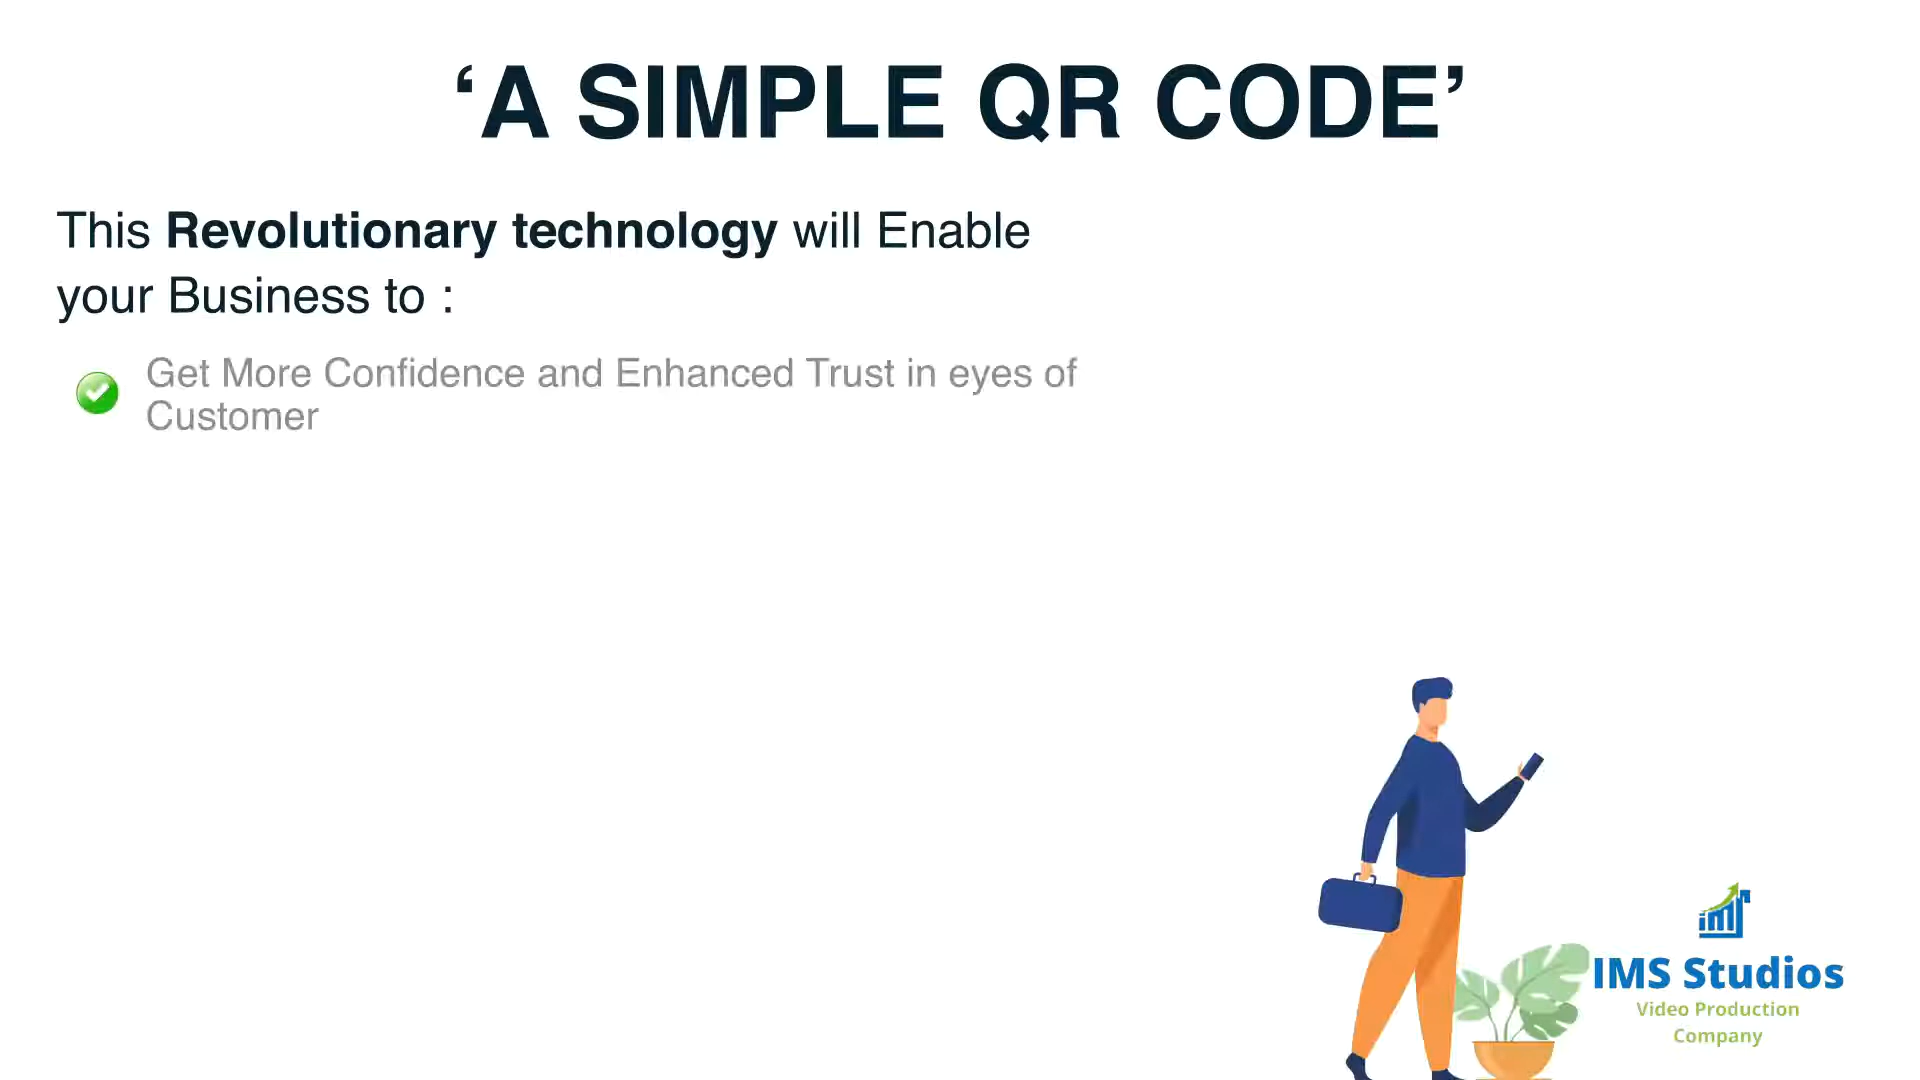 ‘A SIMPLE QR CODE’
This Revolutionary technology will Enable
your Business to :
Get More Confidence and Enhanced Trust in eyes of
Customer
IMS Studios
Video Production
Company